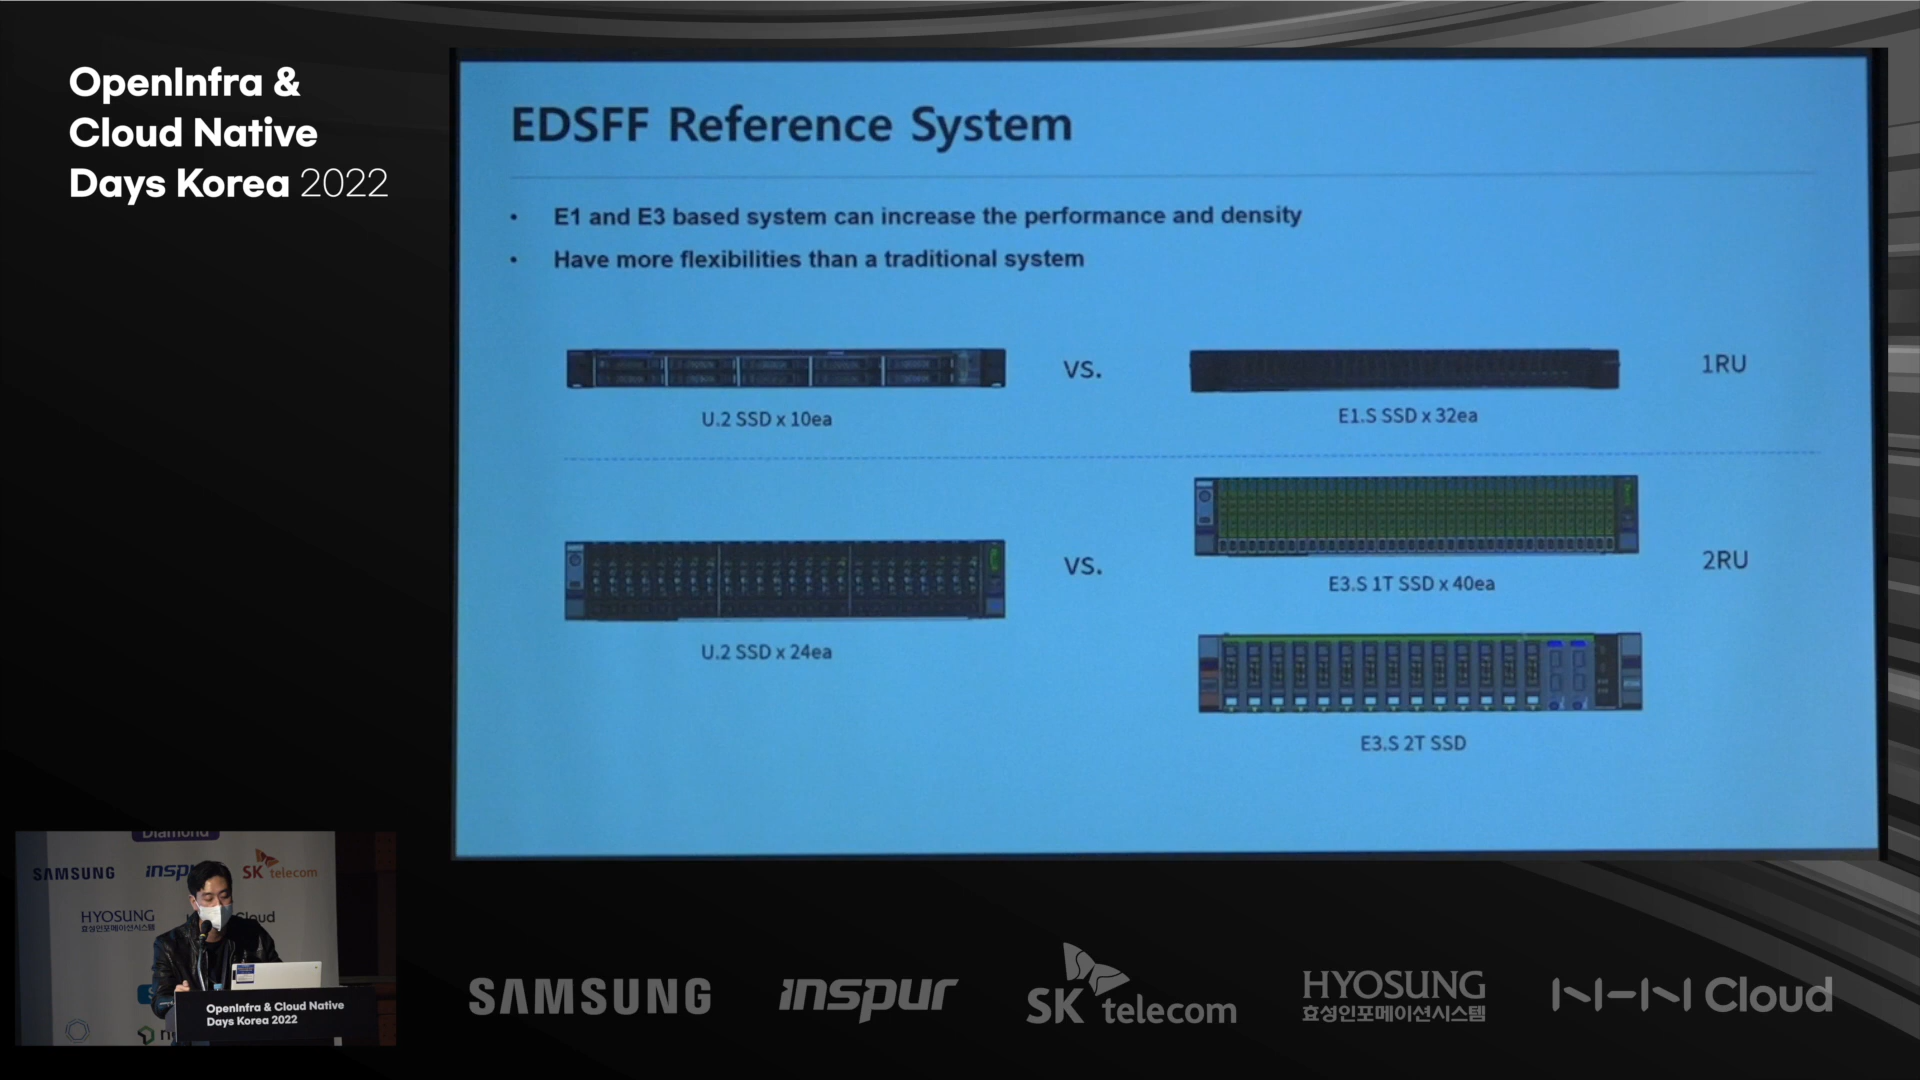 OpenInfra &
Cloud Native
Days Korea 2022
EDSFF Reference System
• E1 and E3 based system can increase the performance and density
• Have more flexibilities than a traditional system
U.2 SSD x 10ea
vs.
E1.S SSD x 32ea
1RU
U.2 SSD x 24ea
vs.
E3.S 1T SSD x 40ea
2RU
E3.S 2T SSD
Diamond
SAMSUNG
SK telecom
HYOSUNG
효성인포메이션시스템
Cloud
OpenInfra & Cloud Native
Days Korea 2022
SAMSUNG
inspur
SK telecom
HYOSUNG
효성인포메이션시스템
NHN Cloud